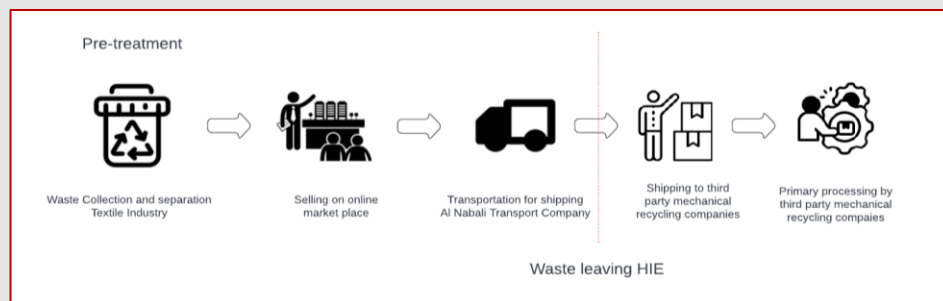 Pre-treatment
Waste Collection and separation
Textile Industry
Selling on online
market place
Transportation for shipping
Al Nabali Transport Company
Shipping to third
party mechanical
recycling companies
Primary processing by
third party mechanical
recycling compaies
Waste leaving HIE